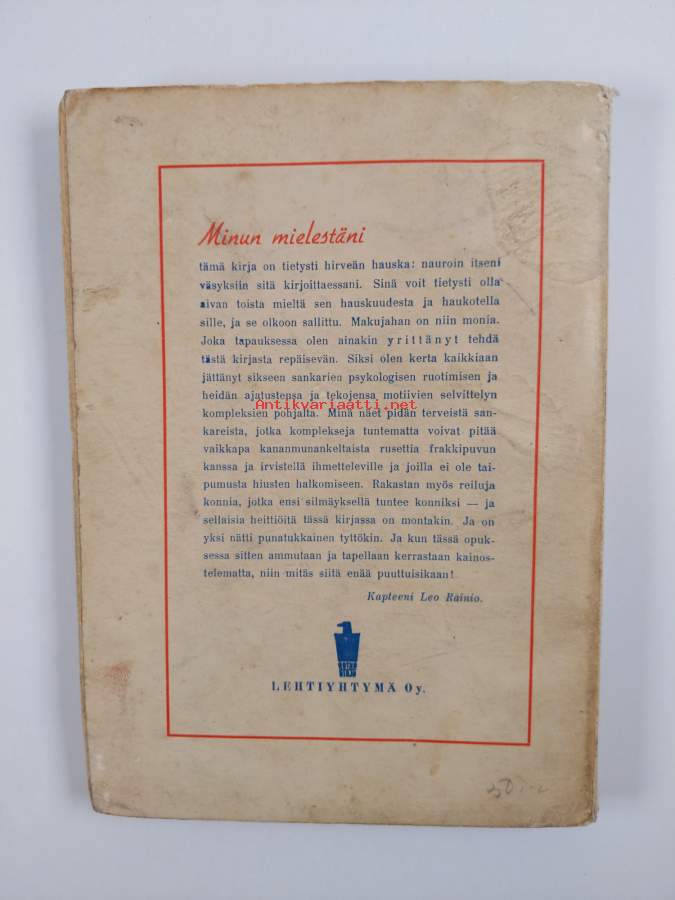 Minun mielestäni
tämä kirja on tietysti hirveän hauska: nauroin itseni
väsyksiin sitä kirjoittaessani. Sinä voit tietysti olla
aivan toista mieltä sen hauskuudesta ja haukotella
sille, ja se olkoon sallittu. Makujahan on niin monia.
Joka tapauksessa olen ainakin yrittänyt tehdä
tästä kirjasta repäisevän. Siksi olen kerta kaikkiaan
jättänyt sikseen sankarien psykologisen ruotimisen ja
heidän ajatustensa ja tekojensa motiivien selvittelyn
kompleksien pohjalta. Minä näet pidän terveistä san-
Antikvariaatti.net
kareista, jotka komplekseja tuntematta voivat pitää
vaikkapa kananmunankeltaista rusettia frakkipuvun
kanssa ja irvistellä ihmetteleville ja joilla ei ole tai-
pumusta hiusten halkomiseen. Rakastan myös reiluja
konnia, jotka ensi silmäyksellä tuntee konniksi — ja
sellaisia heittiöitä tässä kirjassa on montakin. Ja on
yksi nätti punatukkainen tyttökin. Ja kun tässä opuk-
sessa sitten ammutaan ja tapellaan kerrastaan kainos-
telematta, niin mitäs siitä enää puuttuisikaan!
Kapteeni Leo Rainio.
LEHTIYHTYMÄ Oy.